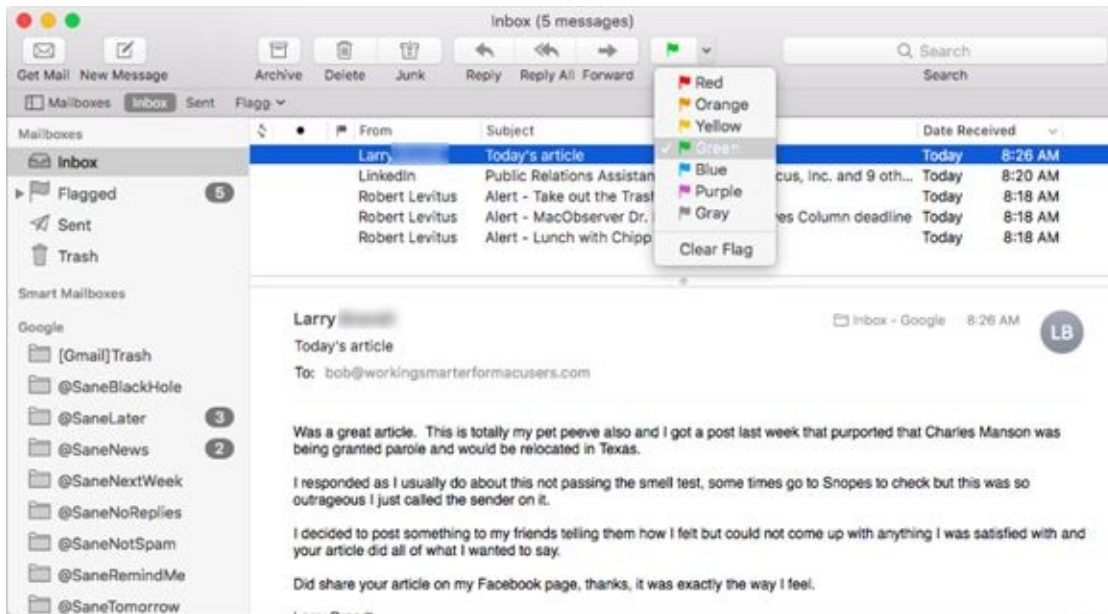 Inbox (5 messages)
Get Mail New Message Archive Delete Junk Reply Reply All Forward Search
Search
Mailboxes Inbox Sent Flagg
Red
Orange
Yellow
Green
Blue
Purple
Gray
Clear Flag
Mailboxes
Inbox
Flagged 5
Sent
Trash
Smart Mailboxes
Google
[Gmail]Trash
@SaneBlackHole
@SaneLater 3
@SaneNews 2
@SaneNextWeek
@SaneNoReplies
@SaneNotSpam
@SaneRemindMe
@SaneTomorrow
From Subject Date Received
Larry Today's article Today 8:26 AM
LinkedIn Public Relations Assistan cus, Inc. and 9 oth... Today 8:20 AM
Robert Levitus Alert - Take out the Tras Today 8:18 AM
Robert Levitus Alert - MacObserver Dr. es Column deadline Today 8:18 AM
Robert Levitus Alert - Lunch with Chipp Today 8:18 AM
Larry Inbox - Google 8:26 AM
LB
Today's article
To: bob@workingsmarterformacusers.com
Was a great article. This is totally my pet peeve also and I got a post last week that purported that Charles Manson was
being granted parole and would be relocated in Texas.
I responded as I usually do about this not passing the smell test, some times go to Snopes to check but this was so
outrageous I just called the sender on it.
I decided to post something to my friends telling them how I felt but could not come up with anything I was satisfied with and
your article did all of what I wanted to say.
Did share your article on my Facebook page, thanks, it was exactly the way I feel.